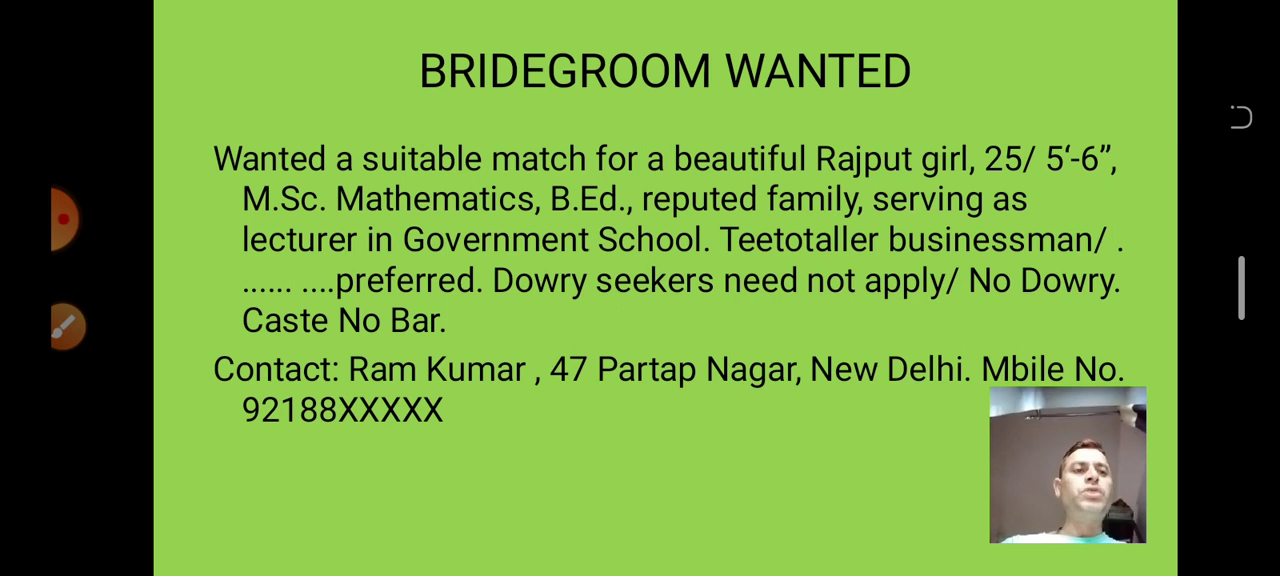 BRIDEGROOM WANTED
Wanted a suitable match for a beautiful Rajput girl, 25/ 5‘-6”,
M.Sc. Mathematics, B.Ed., reputed family, serving as
lecturer in Government School. Teetotaller businessman/ .
...... ....preferred. Dowry seekers need not apply/ No Dowry.
Caste No Bar.
Contact: Ram Kumar , 47 Partap Nagar, New Delhi. Mbile No.
92188XXXXX